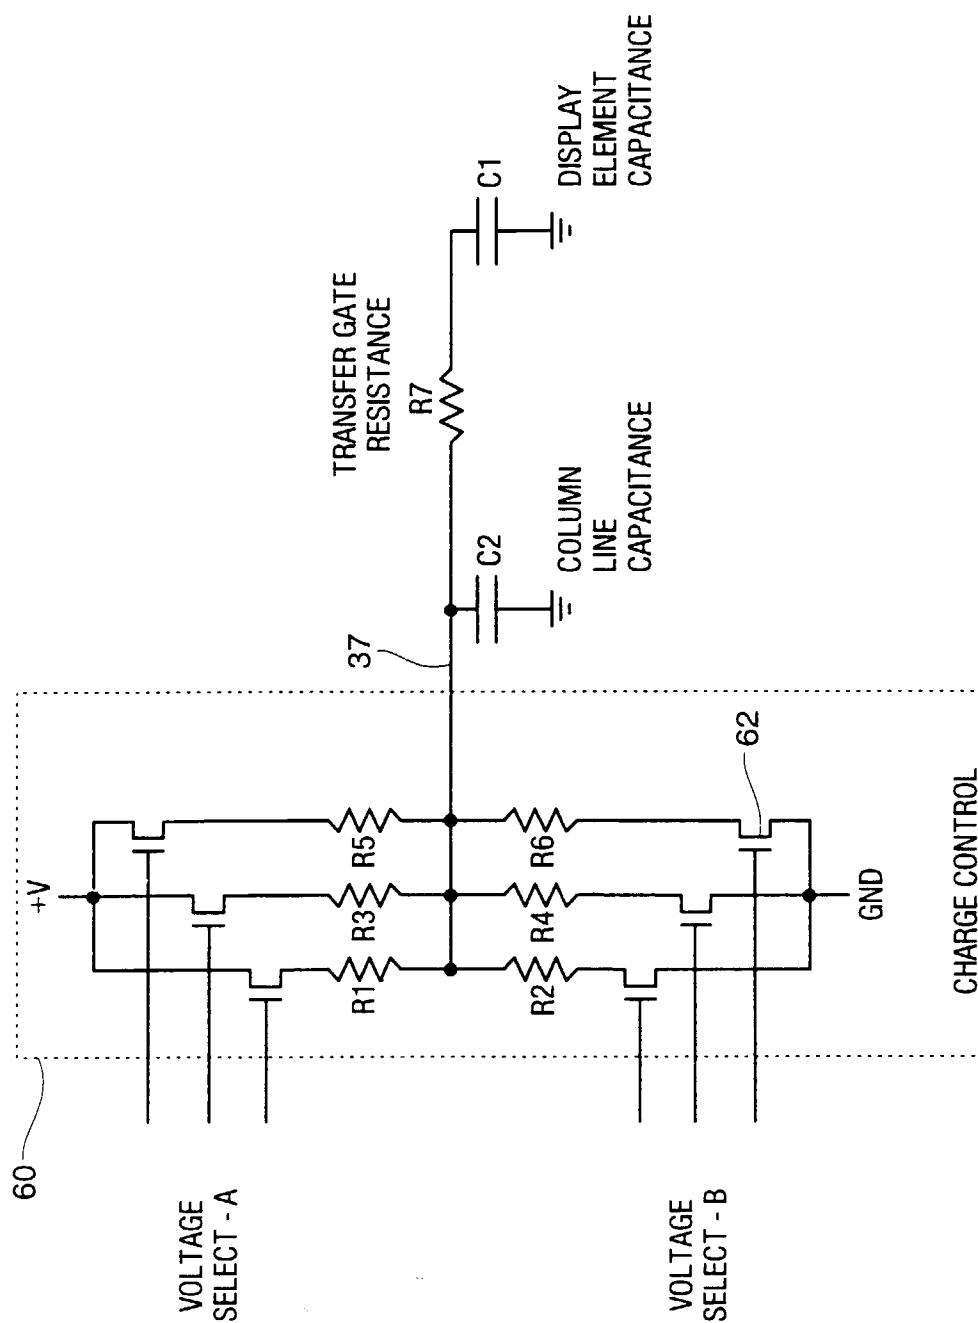 60
VOLTAGE
SELECT - A
VOLTAGE
SELECT - B
+V
R1
R3
R5
R2
R4
R6
62
GND
CHARGE CONTROL
37
C2
COLUMN
LINE
CAPACITANCE
TRANSFER GATE
RESISTANCE
R7
C1
DISPLAY
ELEMENT
CAPACITANCE